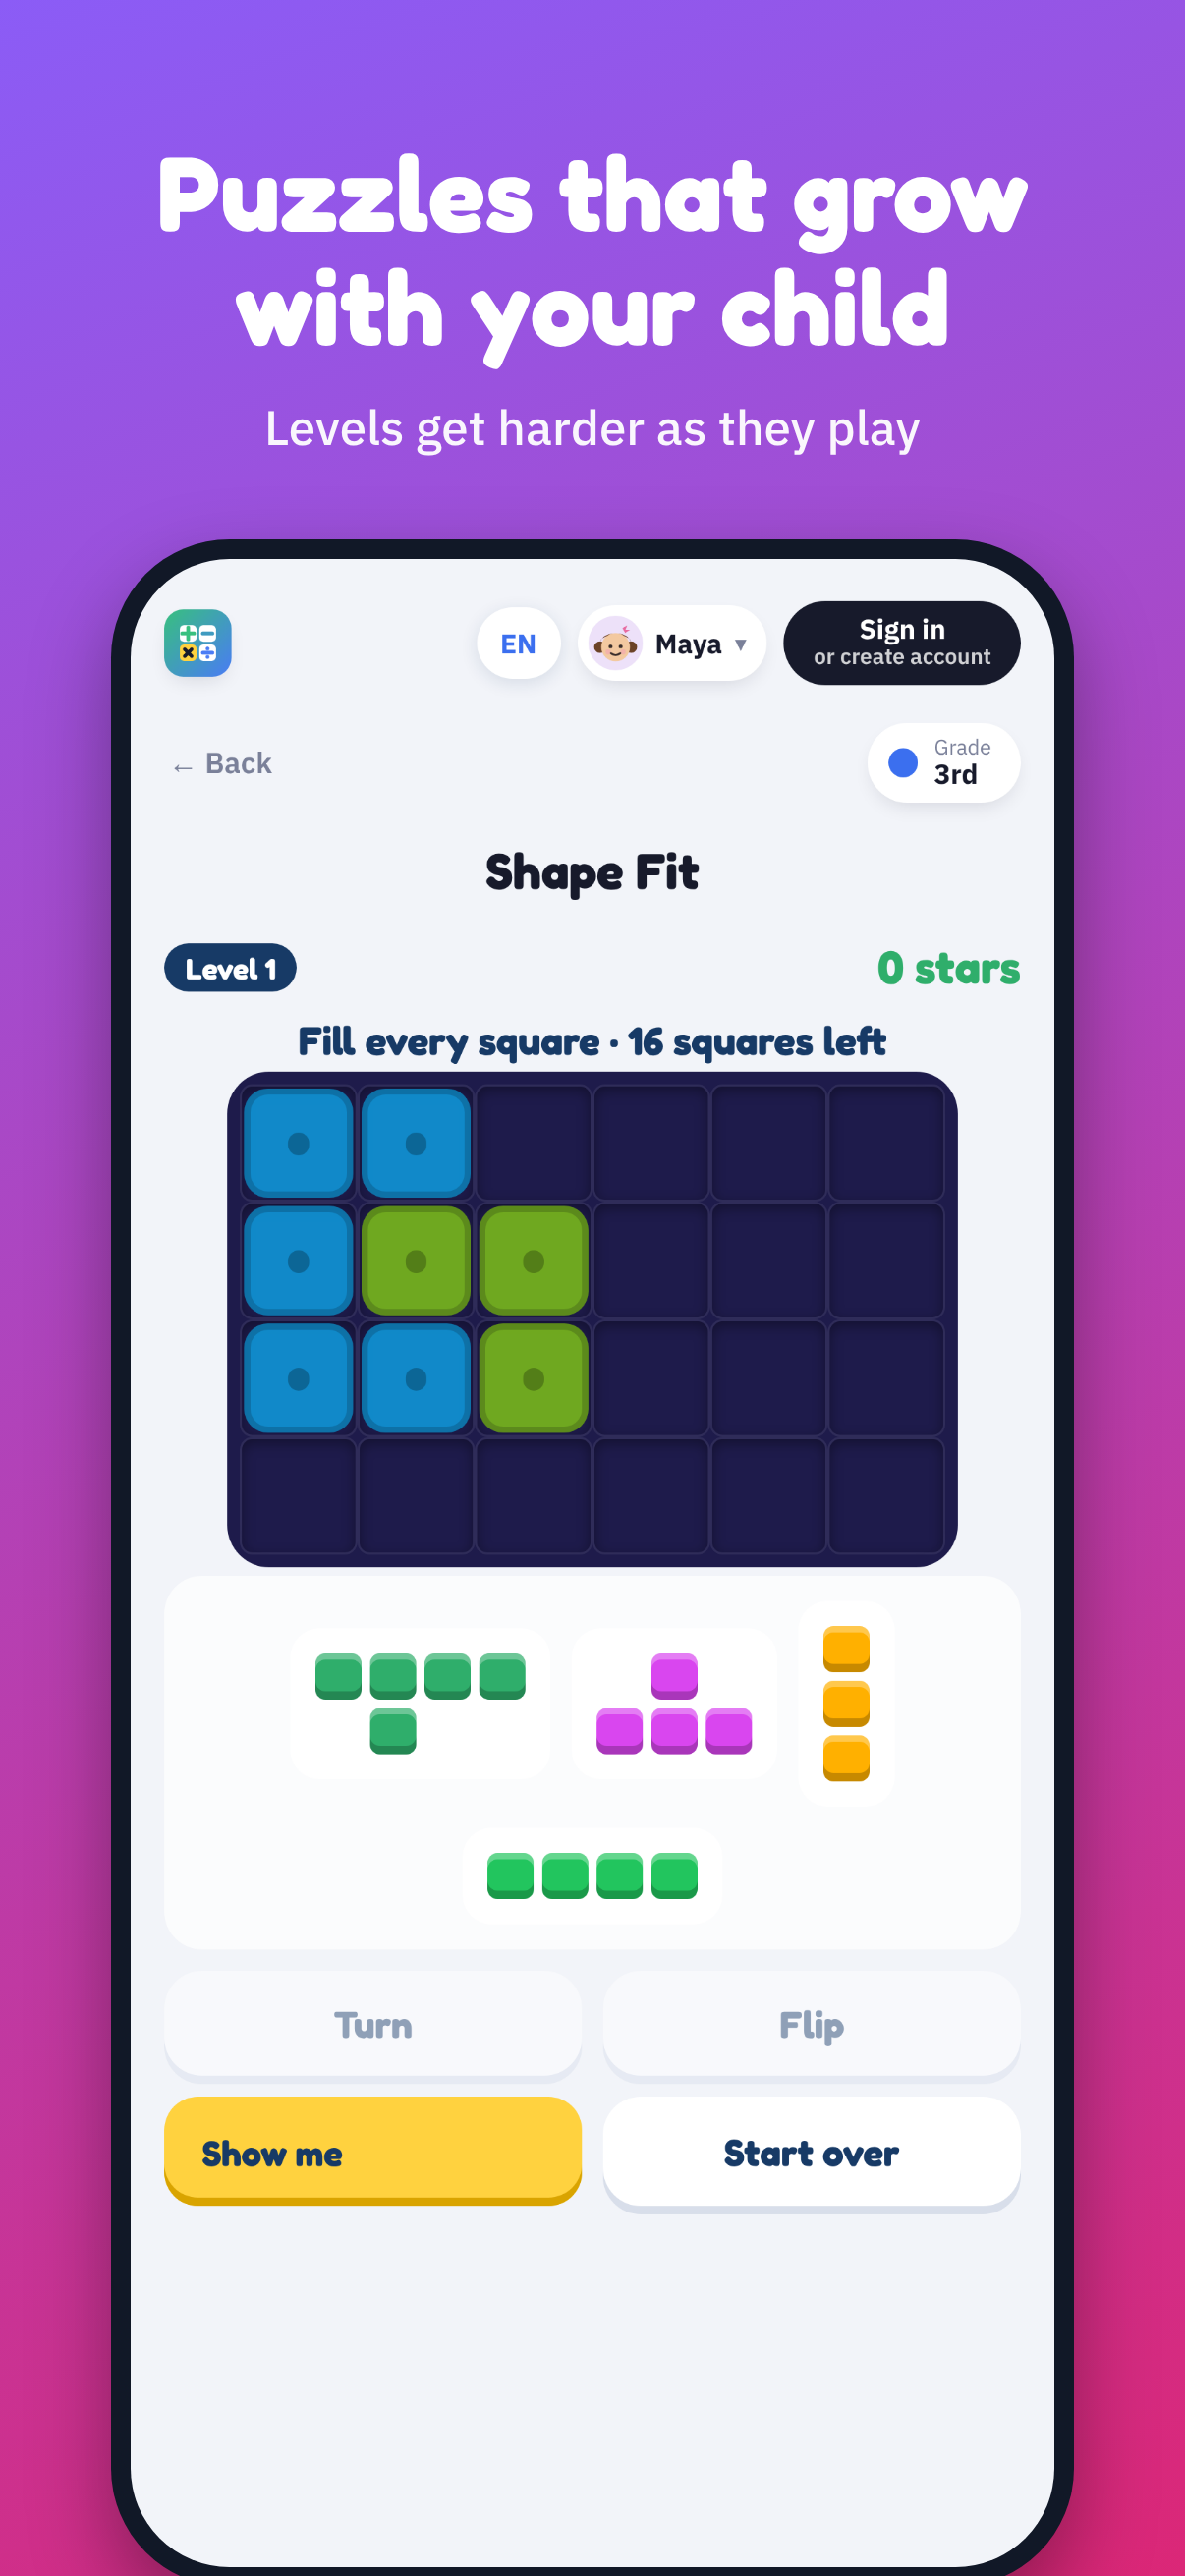 Puzzles that grow
with your child
Levels get harder as they play
EN
Maya ▾
Sign in
or create account
← Back
Grade
3rd
Shape Fit
Level 1
0 stars
Fill every square · 16 squares left
Turn
Flip
Show me
Start over